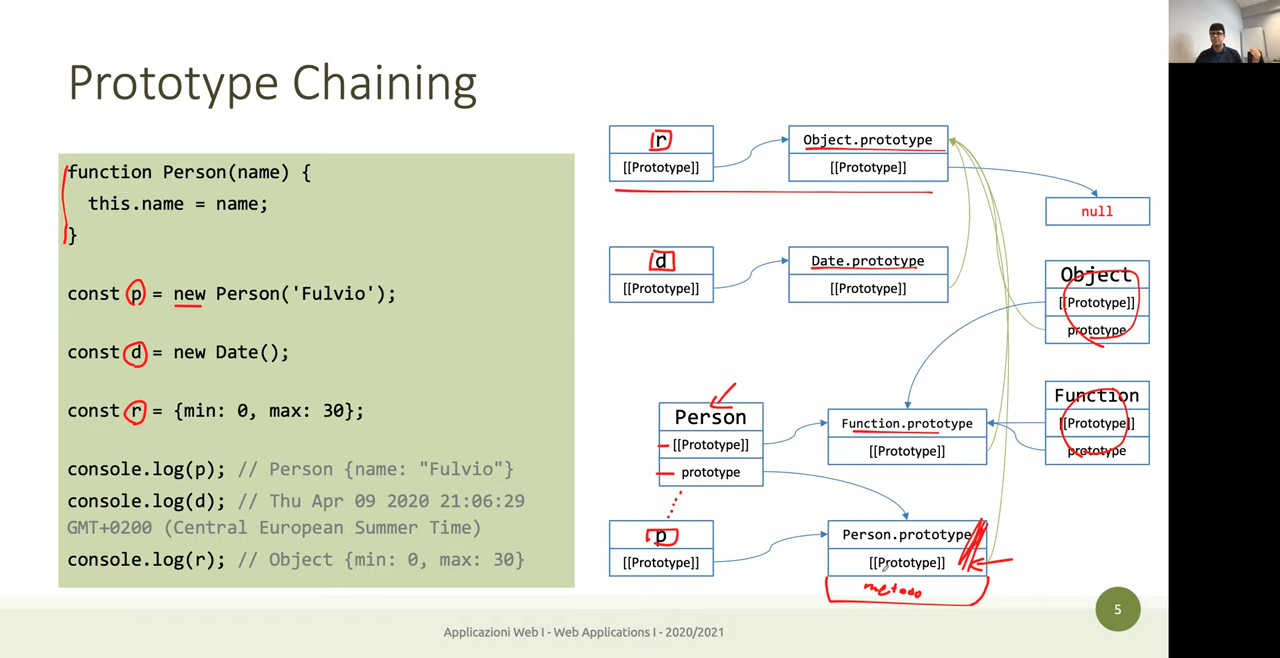 Prototype Chaining
function Person(name) {
this.name = name;
}
const p = new Person('Fulvio');
const d = new Date();
const r = {min: 0, max: 30};
console.log(p); // Person {name: "Fulvio"}
console.log(d); // Thu Apr 09 2020 21:06:29
GMT+0200 (Central European Summer Time)
console.log(r); // Object {min: 0, max: 30}
r
[[Prototype]]
Object.prototype
[[Prototype]]
null
d
[[Prototype]]
Date.prototype
[[Prototype]]
Object
[[Prototype]]
prototype
Person
[[Prototype]]
prototype
Function.prototype
[[Prototype]]
Function
[[Prototype]]
prototype
p
[[Prototype]]
Person.prototype
[[Prototype]]
metodo
5
Applicazioni Web I - Web Applications I - 2020/2021